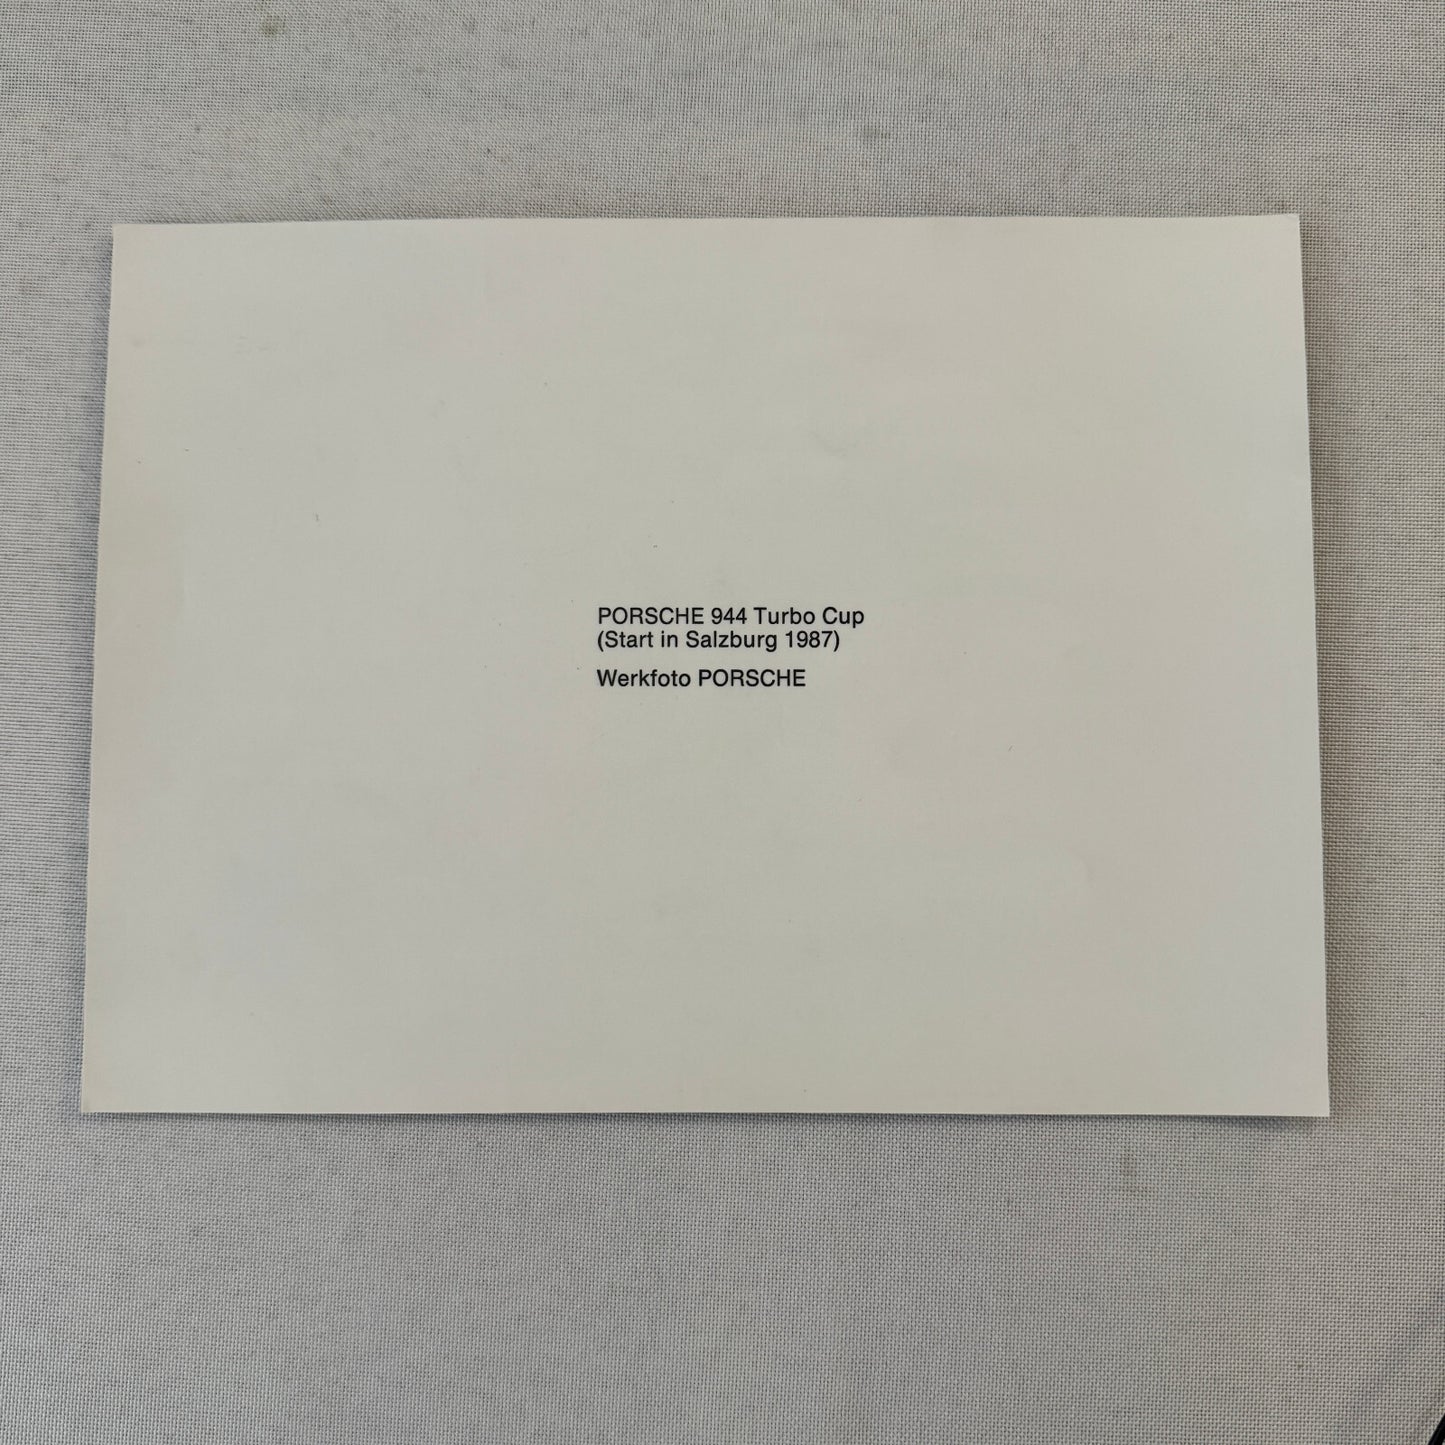 PORSCHE 944 Turbo Cup
(Start in Salzburg 1987)
Werkfoto PORSCHE